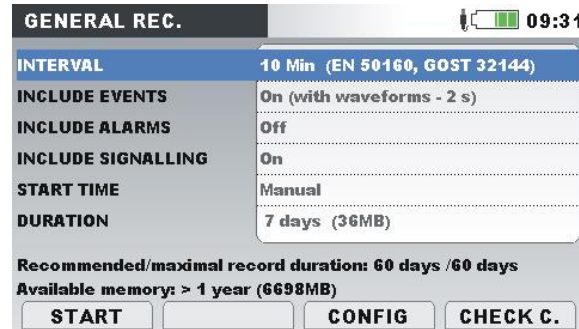 GENERAL REC. 09:31
INTERVAL 10 Min (EN 50160, GOST 32144)
INCLUDE EVENTS On (with waveforms - 2 s)
INCLUDE ALARMS Off
INCLUDE SIGNALLING On
START TIME Manual
DURATION 7 days (36MB)
Recommended/maximal record duration: 60 days /60 days
Available memory: > 1 year (6698MB)
START CONFIG CHECK C.